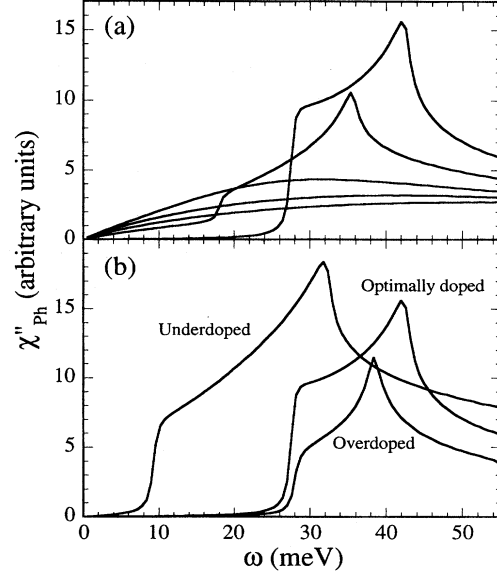 (a)
15
10
5
0
(b)
Underdoped
Optimally doped
Overdoped
15
10
5
0
0 10 20 30 40 50
χ''Ph (arbitrary units)
ω (meV)